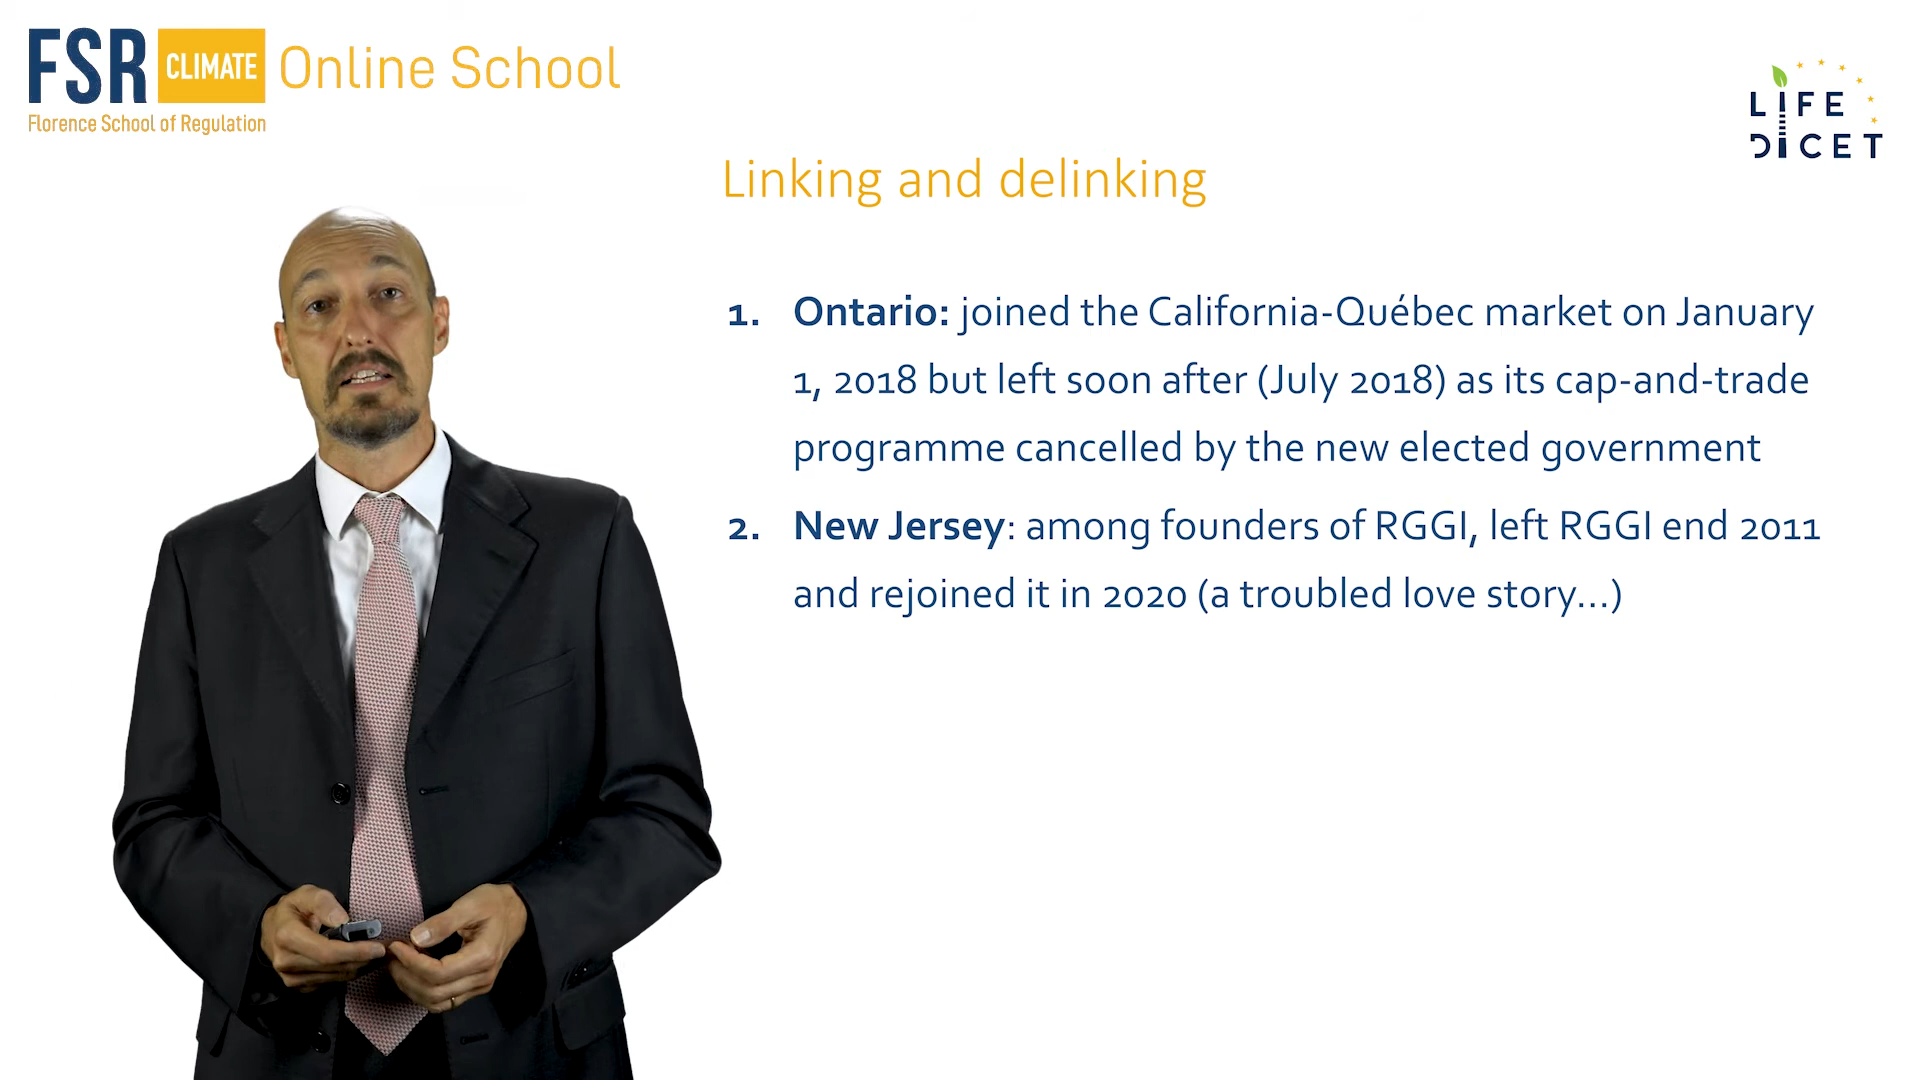 FSR CLIMATE Online School
Florence School of Regulation
LIFE
DICET
Linking and delinking
1. Ontario: joined the California-Québec market on January
1, 2018 but left soon after (July 2018) as its cap-and-trade
programme cancelled by the new elected government
2. New Jersey: among founders of RGGI, left RGGI end 2011
and rejoined it in 2020 (a troubled love story...)